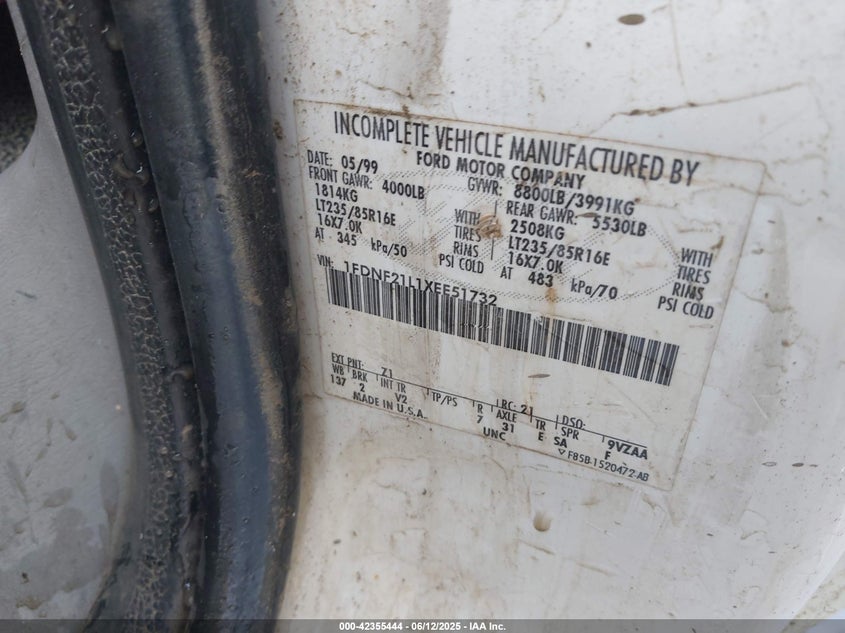 INCOMPLETE VEHICLE MANUFACTURED BY
FORD MOTOR COMPANY
DATE: 05/99 GVWR: 8800LB/3991KG
FRONT GAWR: 4000LB REAR GAWR: 5530LB
1814KG WITH 2508KG WITH
LT235/85R16E TIRES LT235/85R16E TIRES
16X7.0K RIMS 16X7.0K RIMS
AT 345 kPa/50 PSI COLD AT 483 kPa/70 PSI COLD
VIN: 1FDNF21L1XEE51732
EXT PNT: Z1 RC: 21 DSO:
WB BRK INT TR TP/PS R AXLE TR SPR 9VZAA
137 2 V2 7 31 E SA F
MADE IN U.S.A. UNC
F85B-1520472-AB
000-42355444 - 06/12/2025 - IAA Inc.